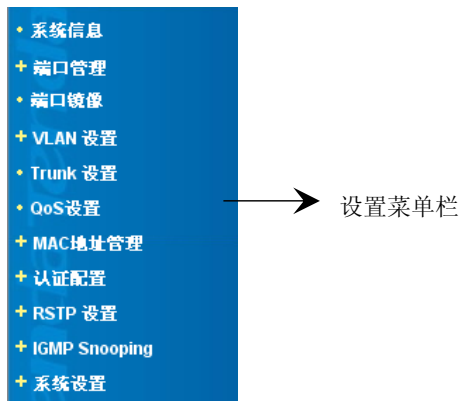 系统信息
+ 端口管理
端口镜像
+ VLAN 设置
Trunk 设置
QoS设置
设置菜单栏
+ MAC地址管理
+ 认证配置
+ RSTP 设置
+ IGMP Snooping
+ 系统设置